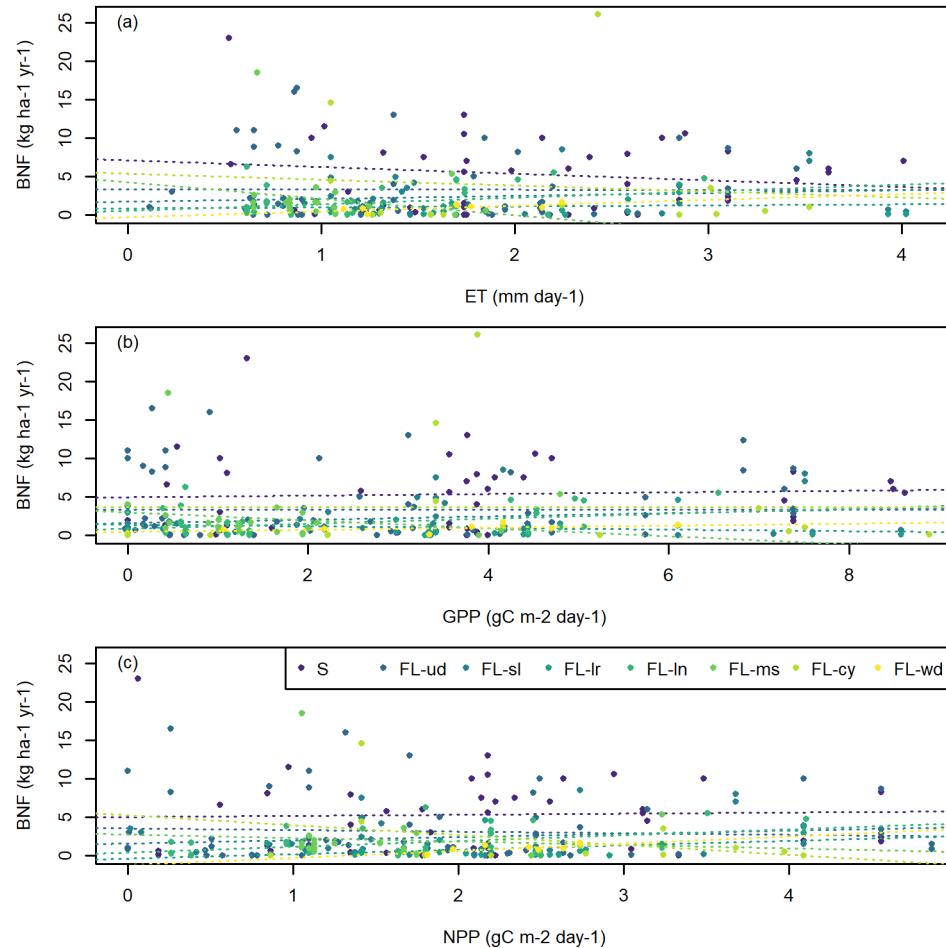 (a)
BNF (kg ha-1 yr-1)
25
20
15
10
5
0
0 1 2 3 4
ET (mm day-1)
(b)
BNF (kg ha-1 yr-1)
25
20
15
10
5
0
0 2 4 6 8
GPP (gC m-2 day-1)
(c)
S FL-ud FL-sl FL-lr FL-ln FL-ms FL-cy FL-wd
BNF (kg ha-1 yr-1)
25
20
15
10
5
0
0 1 2 3 4
NPP (gC m-2 day-1)